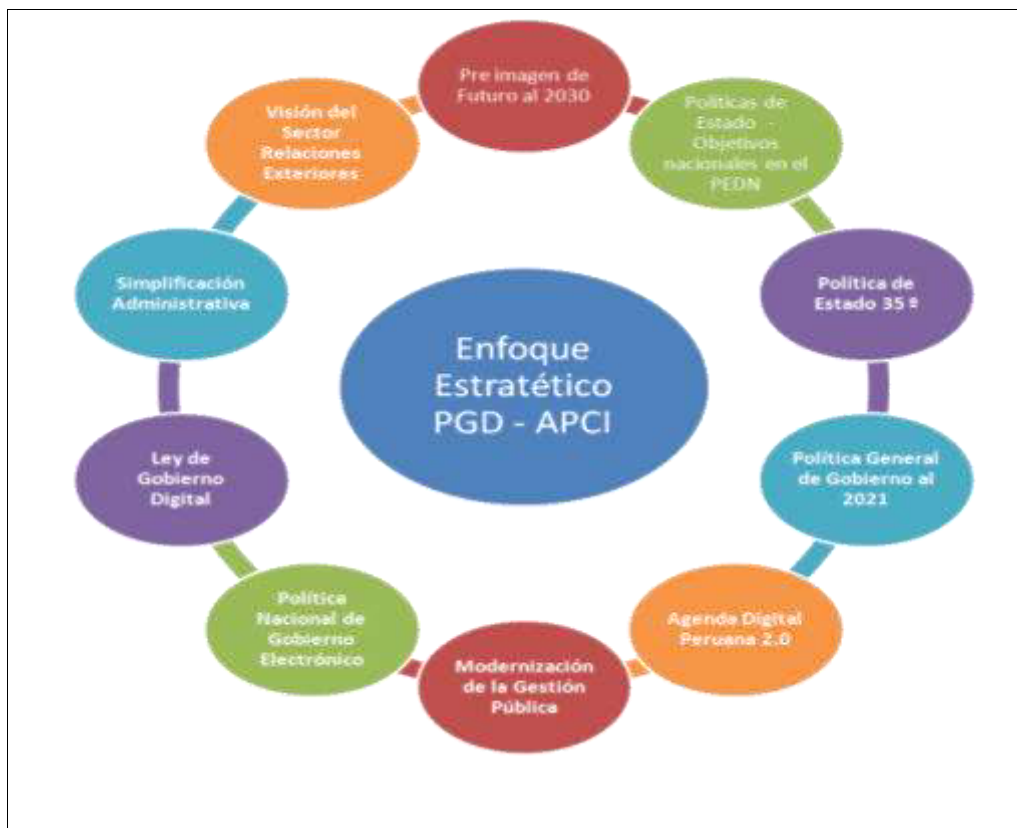 Pre imagen de
Futuro al 2030
Políticas de
Estado -
Objetivos
nacionales en el
PEDN
Política de
Estado 35 º
Política General
de Gobierno al
2021
Agenda Digital
Peruana 2.0
Modernización
de la Gestión
Pública
Política
Nacional de
Gobierno
Electrónico
Ley de
Gobierno
Digital
Simplificación
Administrativa
Visión del
Sector
Relaciones
Exteriores
Enfoque
Estratético
PGD - APCI